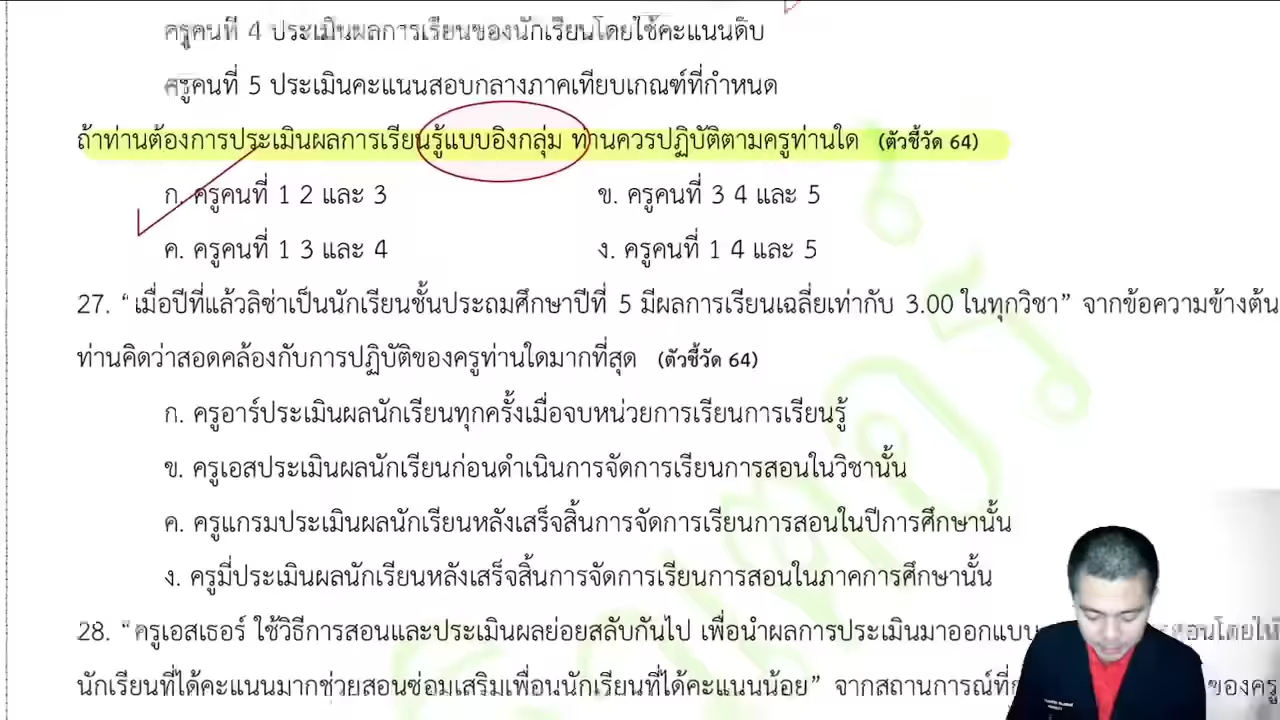 ครูคนที่ 4 ประเมินผลการเรียนของนักเรียนโดยใช้คะแนนดิบ
ครูคนที่ 5 ประเมินคะแนนสอบกลางภาคเทียบเกณฑ์ที่กำหนด
ถ้าท่านต้องการประเมินผลการเรียนรู้แบบอิงกลุ่ม ท่านควรปฏิบัติตามครูท่านใด (ตัวชี้วัด 64)
ก. ครูคนที่ 1 2 และ 3 ข. ครูคนที่ 3 4 และ 5
ค. ครูคนที่ 1 3 และ 4 ง. ครูคนที่ 1 4 และ 5
27. “เมื่อปีที่แล้วลิซ่าเป็นนักเรียนชั้นประถมศึกษาปีที่ 5 มีผลการเรียนเฉลี่ยเท่ากับ 3.00 ในทุกวิชา” จากข้อความข้างต้น
ท่านคิดว่าสอดคล้องกับการปฏิบัติของครูท่านใดมากที่สุด (ตัวชี้วัด 64)
ก. ครูอาร์ประเมินผลนักเรียนทุกครั้งเมื่อจบหน่วยการเรียนการเรียนรู้
ข. ครูเอสประเมินผลนักเรียนก่อนดำเนินการจัดการเรียนการสอนในวิชานั้น
ค. ครูแกรมประเมินผลนักเรียนหลังเสร็จสิ้นการจัดการเรียนการสอนในปีการศึกษานั้น
ง. ครูมี่ประเมินผลนักเรียนหลังเสร็จสิ้นการจัดการเรียนการสอนในภาคการศึกษานั้น
28. “ครูเอสเธอร์ ใช้วิธีการสอนและประเมินผลย่อยสลับกันไป เพื่อนำผลการประเมินมาออกแบบ
นักเรียนที่ได้คะแนนมากช่วยสอนซ่อมเสริมเพื่อนนักเรียนที่ได้คะแนนน้อย” จากสถานการณ์ที่ ของครู